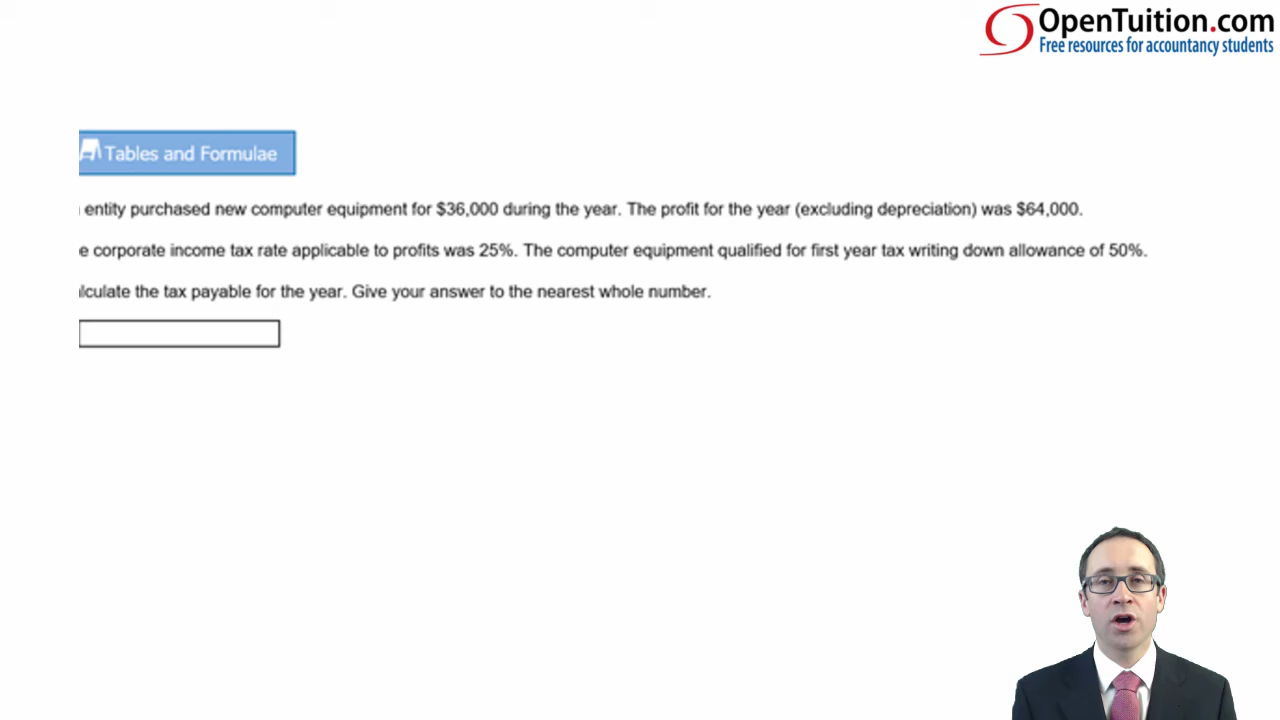 OpenTuition.com
Free resources for accountancy students
Tables and Formulae
entity purchased new computer equipment for $36,000 during the year. The profit for the year (excluding depreciation) was $64,000.
e corporate income tax rate applicable to profits was 25%. The computer equipment qualified for first year tax writing down allowance of 50%.
lculate the tax payable for the year. Give your answer to the nearest whole number.